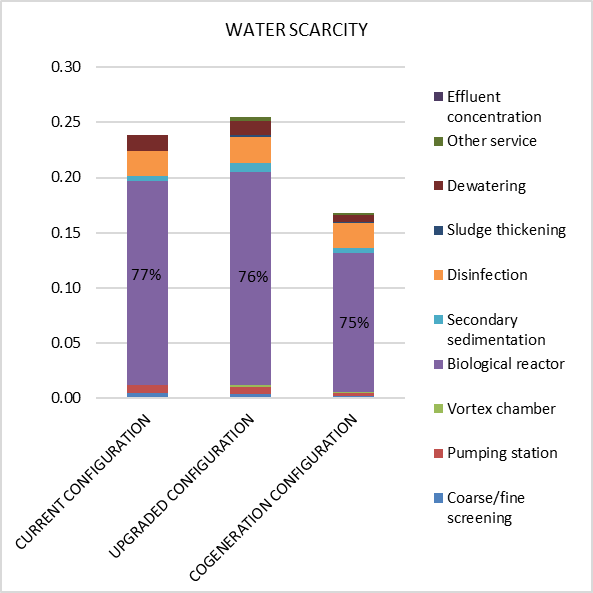 WATER SCARCITY
0.30
0.25
0.20
0.15
0.10
0.05
0.00
77%
76%
75%
CURRENT CONFIGURATION
UPGRADED CONFIGURATION
COGENERATION CONFIGURATION
Effluent
concentration
Other service
Dewatering
Sludge thickening
Disinfection
Secondary
sedimentation
Biological reactor
Vortex chamber
Pumping station
Coarse/fine
screening